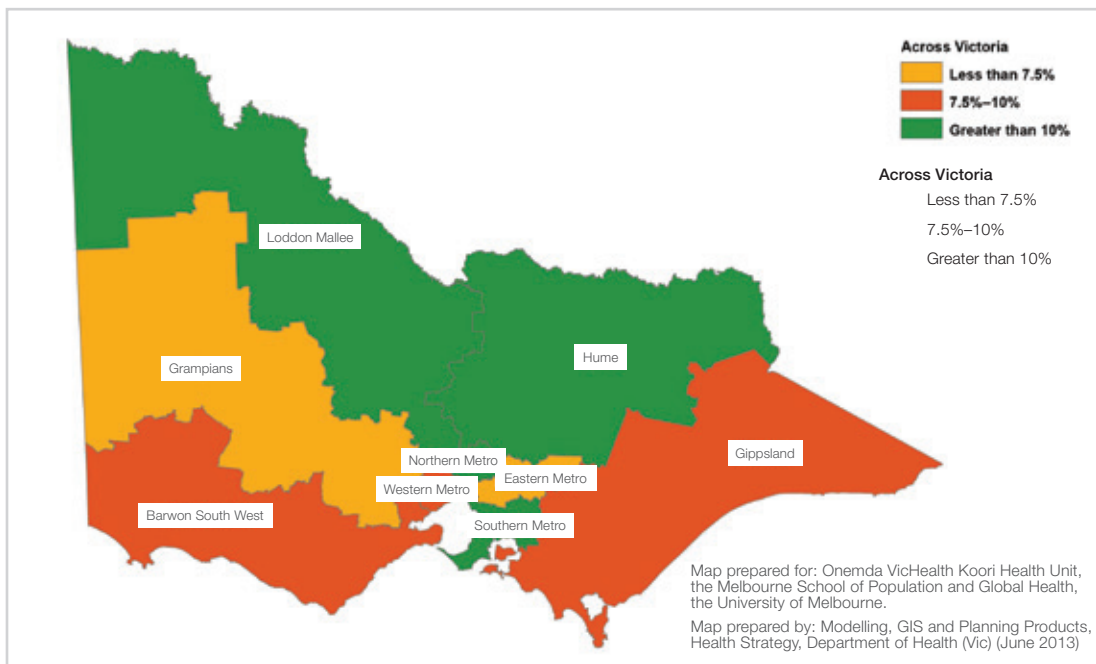 Across Victoria
Less than 7.5%
7.5%–10%
Greater than 10%
Across Victoria
Less than 7.5%
7.5%–10%
Greater than 10%
Loddon Mallee
Hume
Grampians
Gippsland
Northern Metro
Eastern Metro
Western Metro
Barwon South West
Southern Metro
Map prepared for: Onemda VicHealth Koori Health Unit,
the Melbourne School of Population and Global Health,
the University of Melbourne.
Map prepared by: Modelling, GIS and Planning Products,
Health Strategy, Department of Health (Vic) (June 2013)